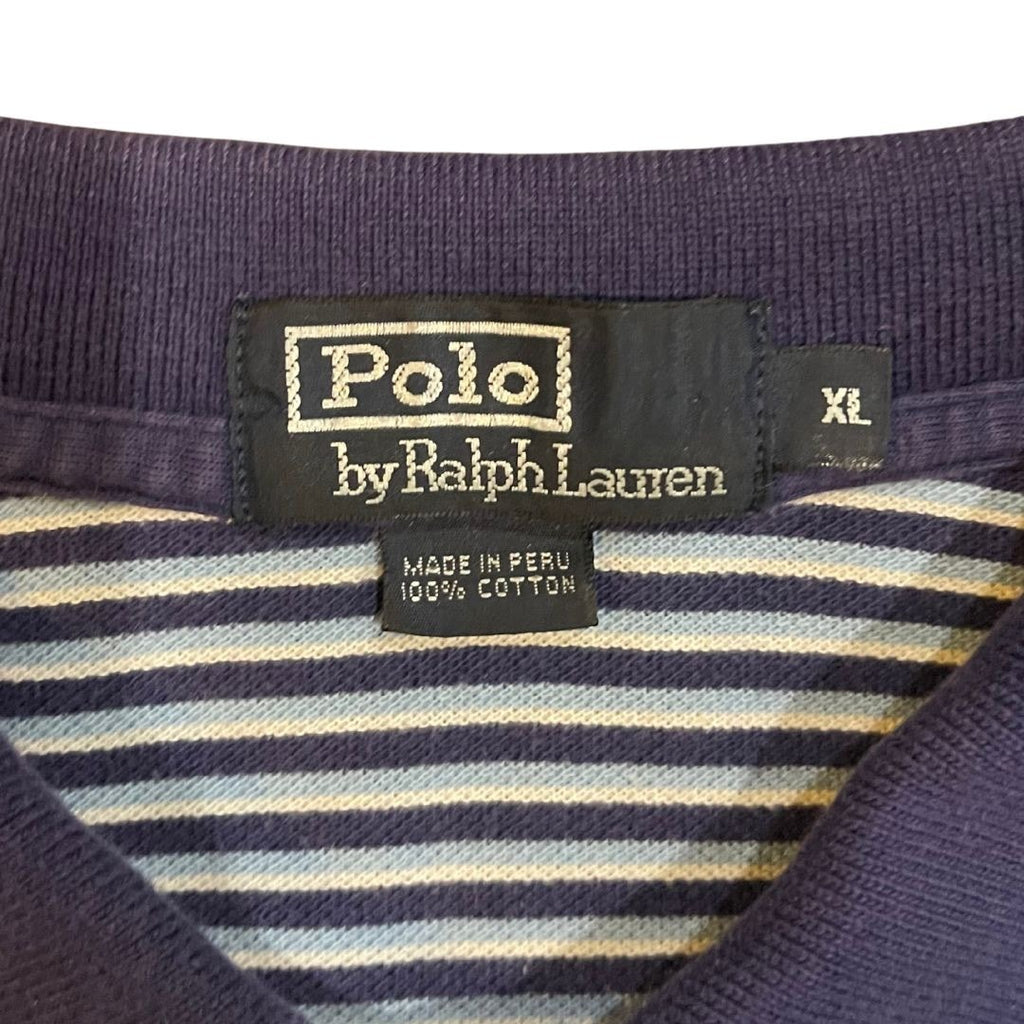 Polo
by Ralph Lauren
XL
MADE IN PERU
100% COTTON